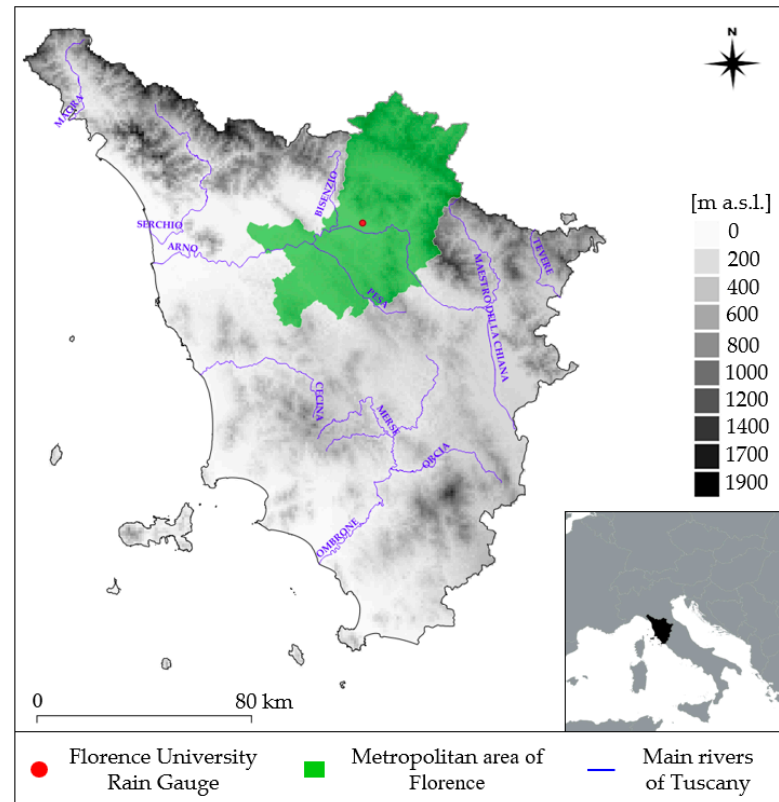 N
MAGRA
BISENZIO
SERCHIO
ARNO
PESA
MAESTRO DELLA CHIANA
TEVERE
CECINA
MERSE
ORCIA
OMBRONE
[m a.s.l.]
0
200
400
600
800
1000
1200
1400
1700
1900
0 80 km
Florence University
Rain Gauge
Metropolitan area of
Florence
Main rivers
of Tuscany